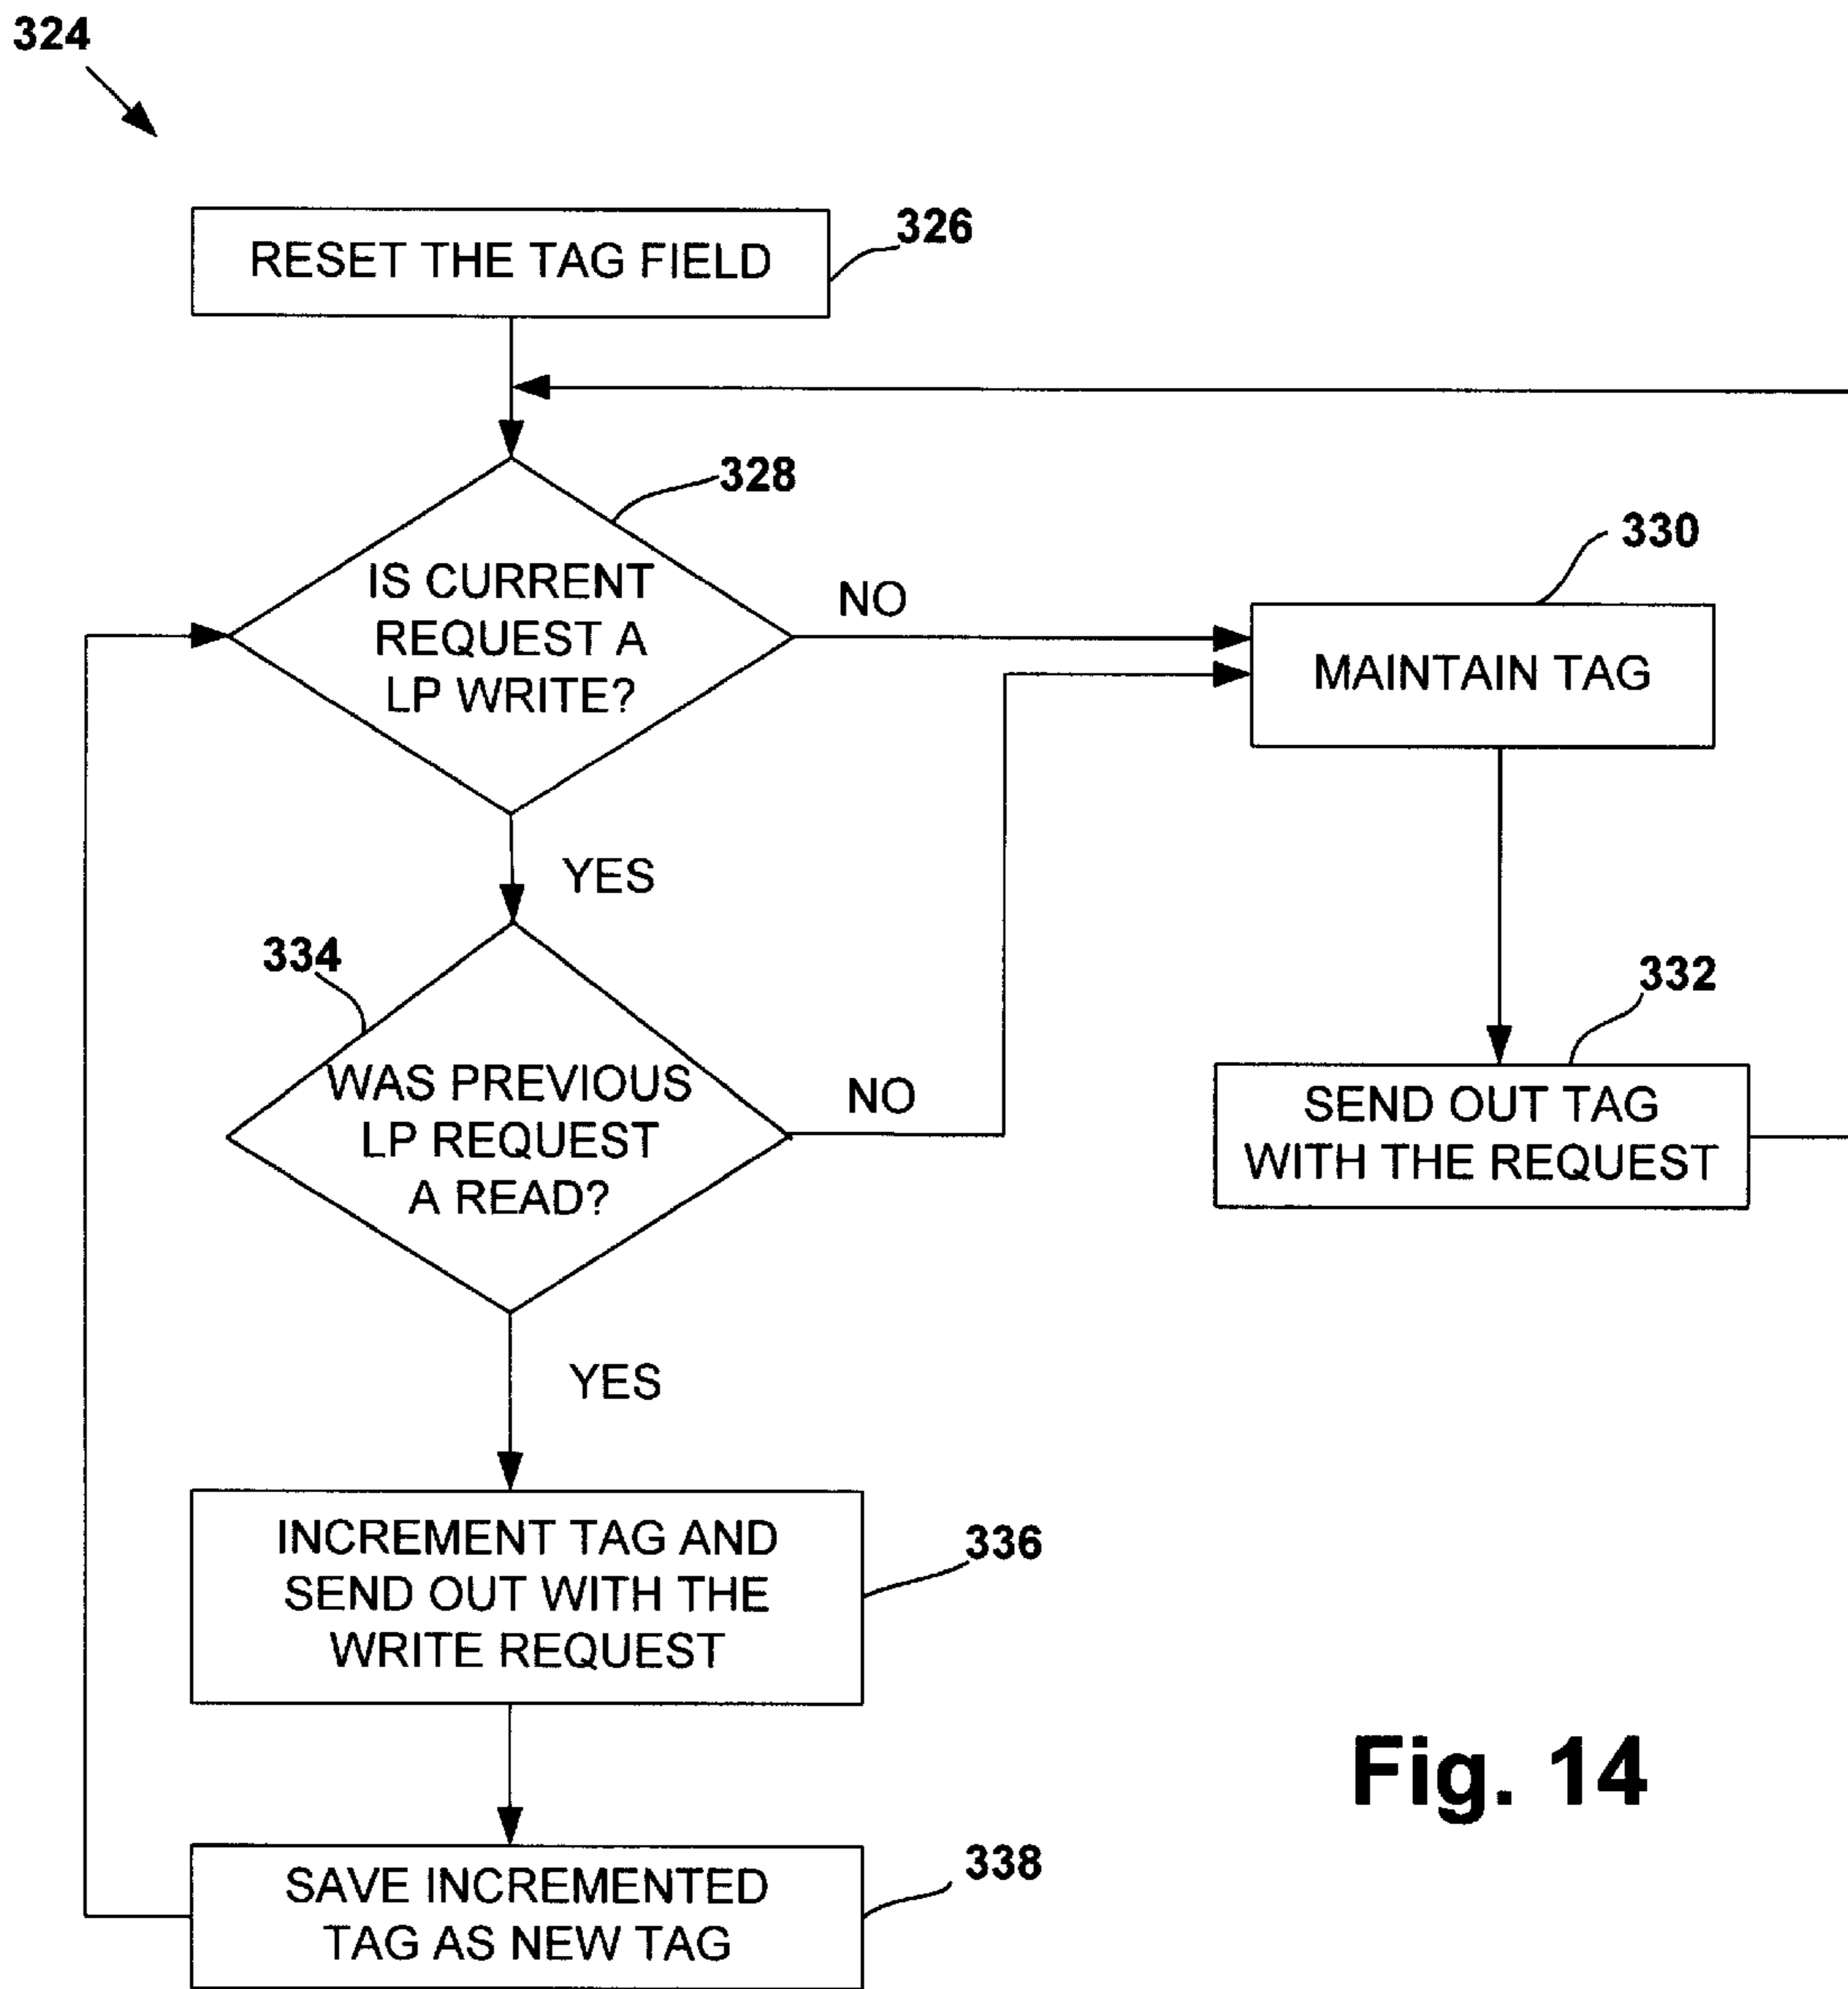 324
RESET THE TAG FIELD
326
328
IS CURRENT
REQUEST A
LP WRITE?
NO
330
MAINTAIN TAG
YES
334
WAS PREVIOUS
LP REQUEST
A READ?
NO
332
SEND OUT TAG
WITH THE REQUEST
YES
INCREMENT TAG AND
SEND OUT WITH THE
WRITE REQUEST
336
SAVE INCREMENTED
TAG AS NEW TAG
338
Fig. 14